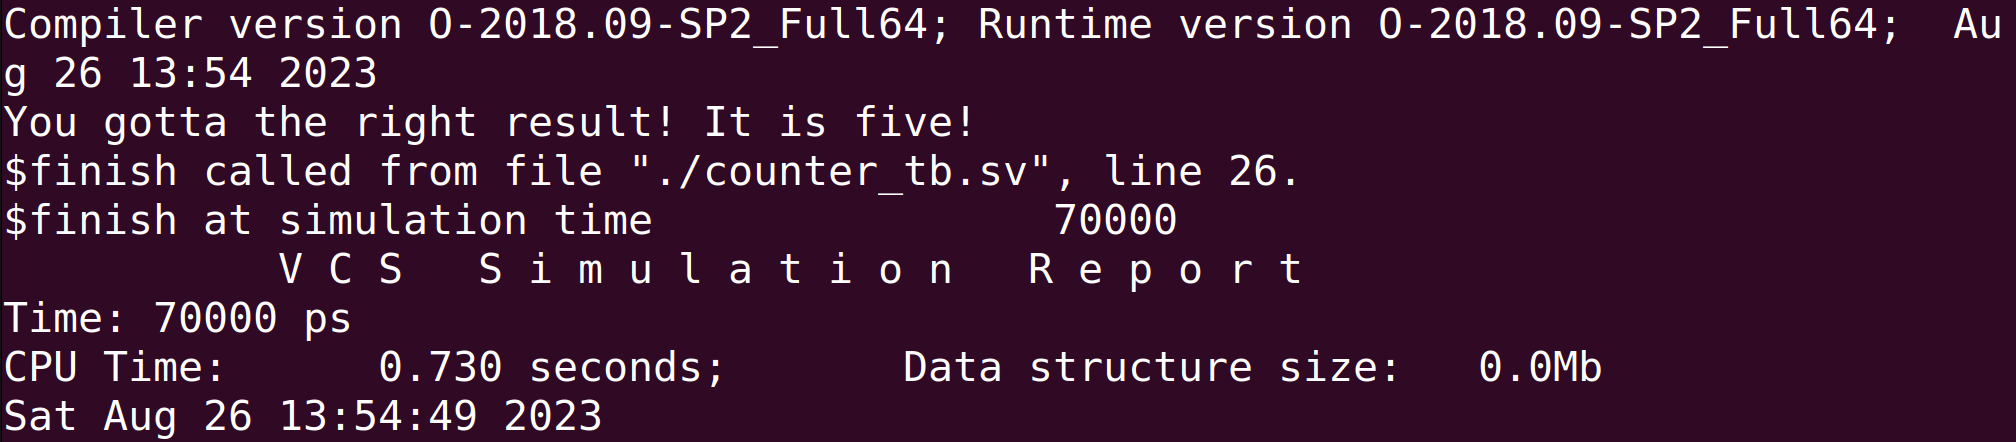 Compiler version O-2018.09-SP2_Full64; Runtime version O-2018.09-SP2_Full64;  Au
g 26 13:54 2023
You gotta the right result! It is five!
$finish called from file "./counter_tb.sv", line 26.
$finish at simulation time                70000
           V C S   S i m u l a t i o n   R e p o r t
Time: 70000 ps
CPU Time:      0.730 seconds;       Data structure size:   0.0Mb
Sat Aug 26 13:54:49 2023